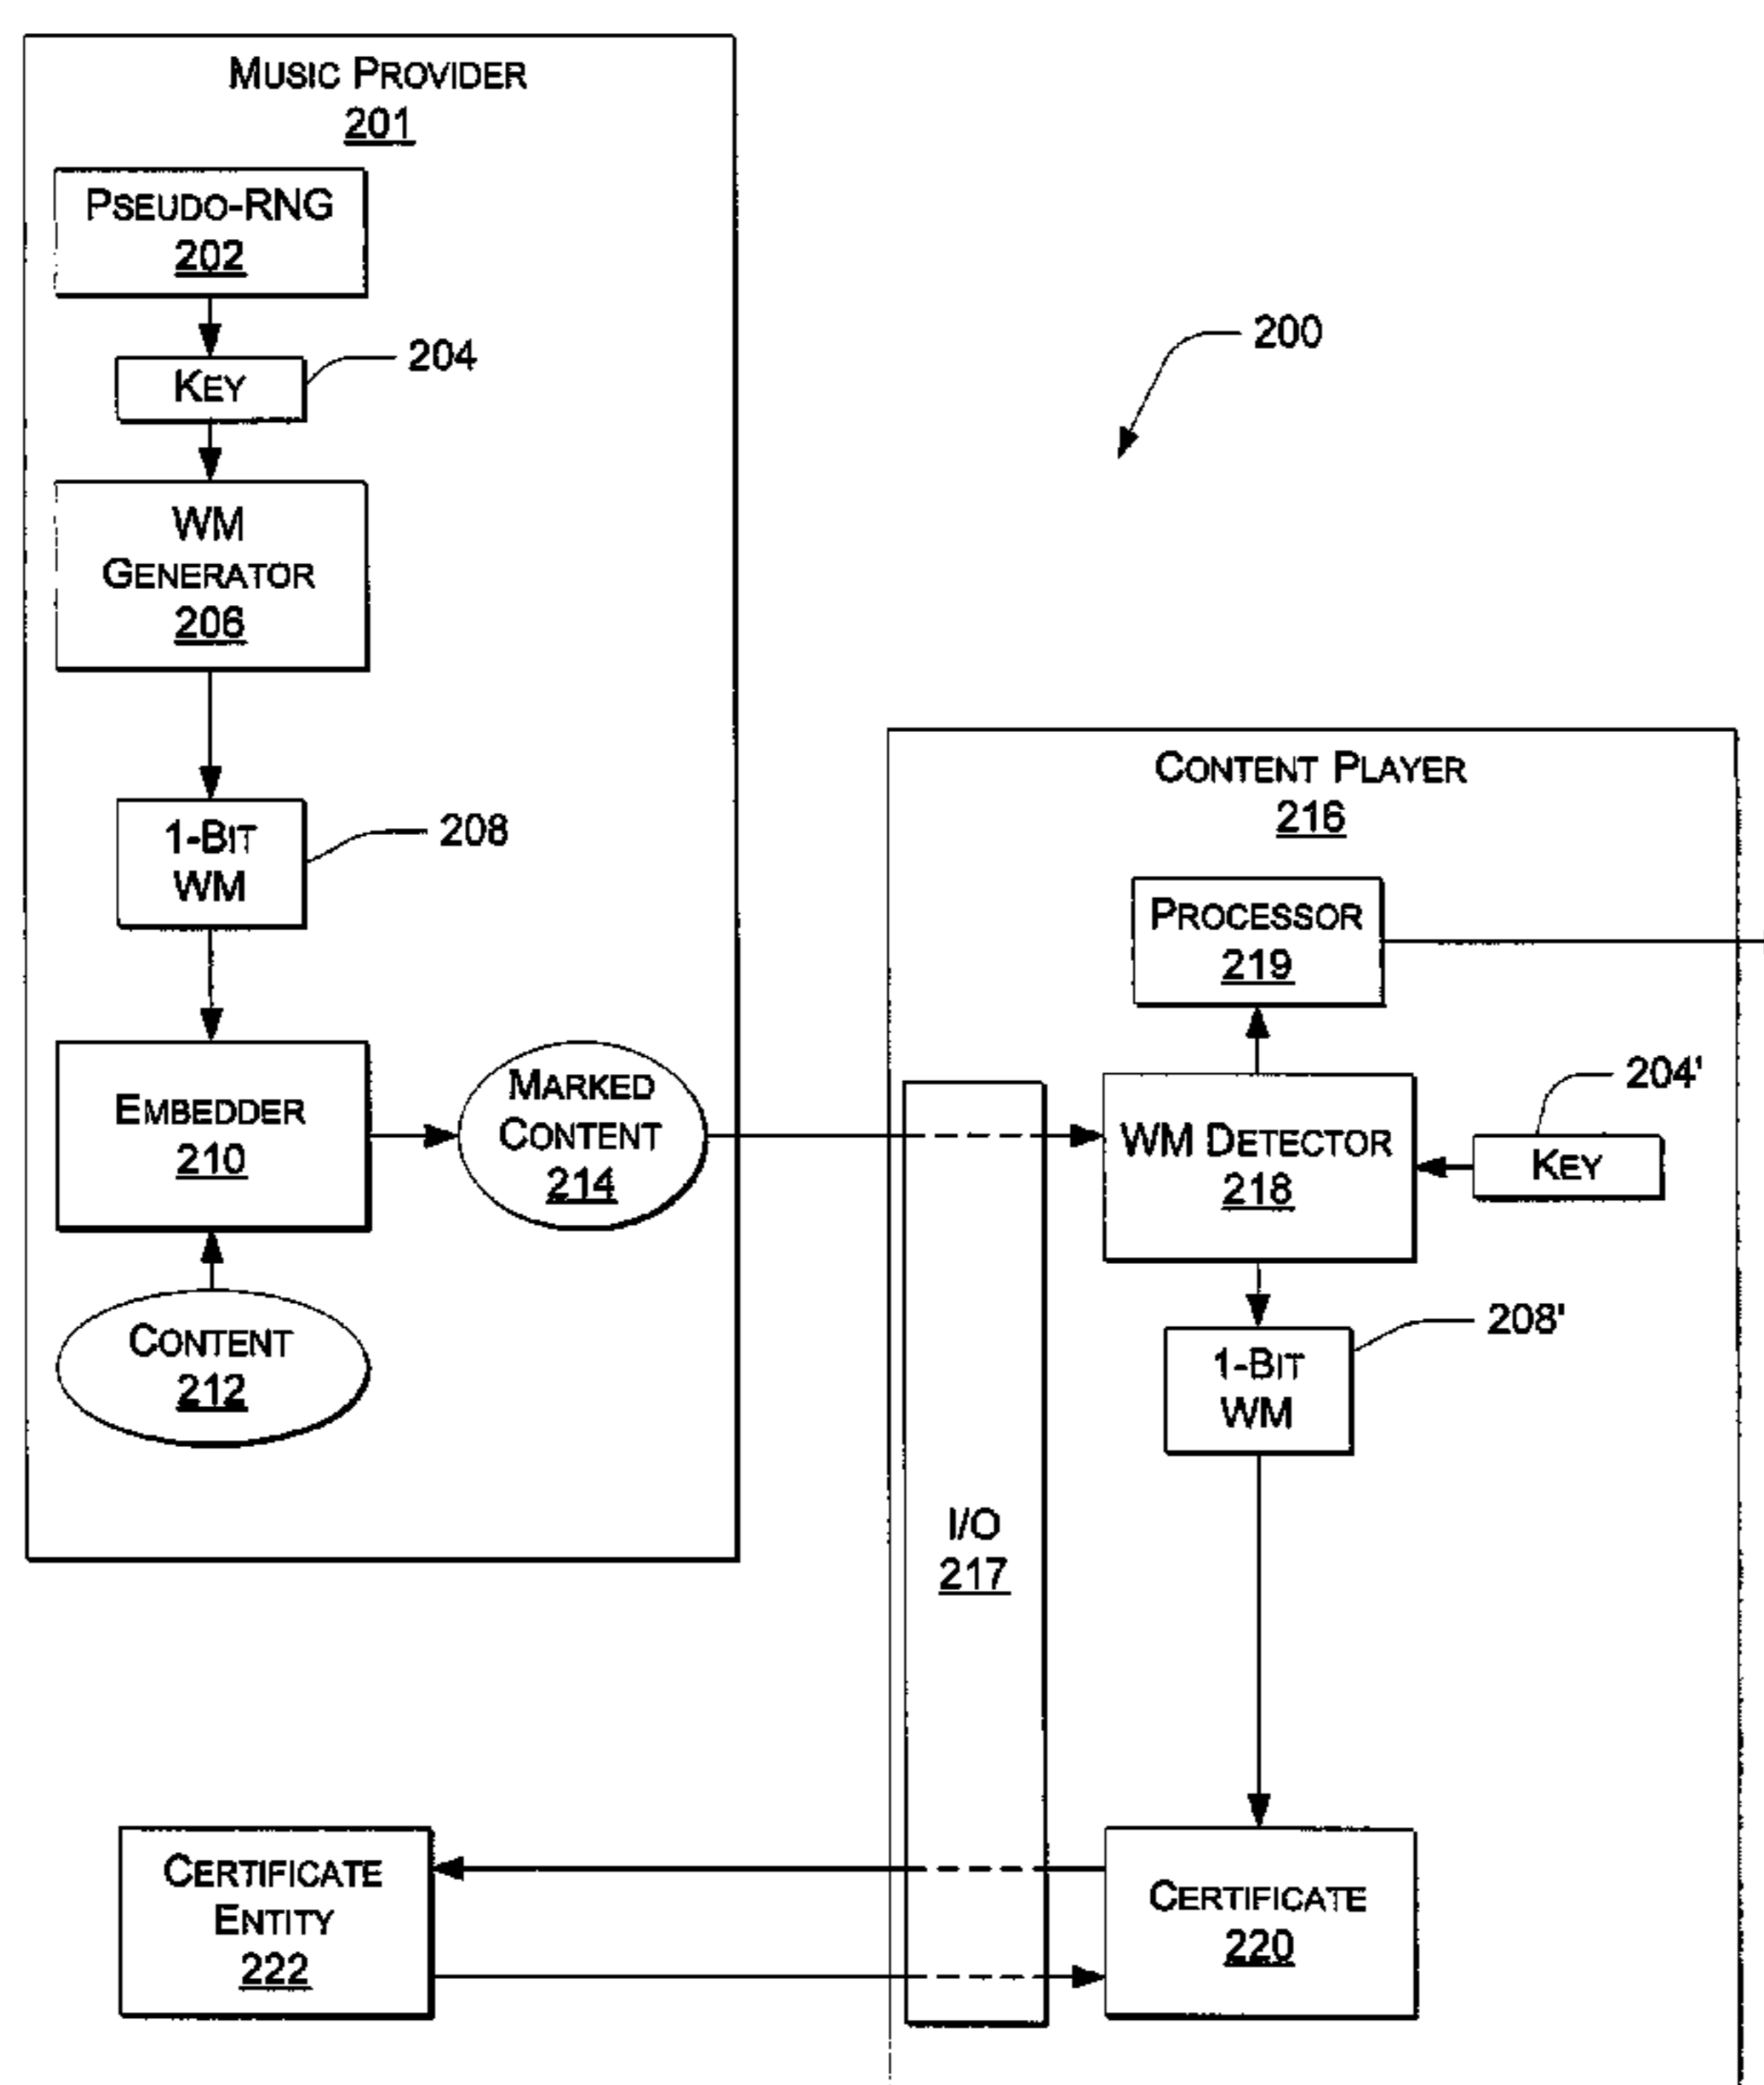 MUSIC PROVIDER
201
PSEUDO-RNG
202
KEY
204
WM
GENERATOR
206
1-BIT
WM
208
EMBEDDER
210
MARKED
CONTENT
214
CONTENT
212
200
CONTENT PLAYER
216
PROCESSOR
219
WM DETECTOR
218
204'
KEY
208'
1-BIT
WM
I/O
217
CERTIFICATE
ENTITY
222
CERTIFICATE
220